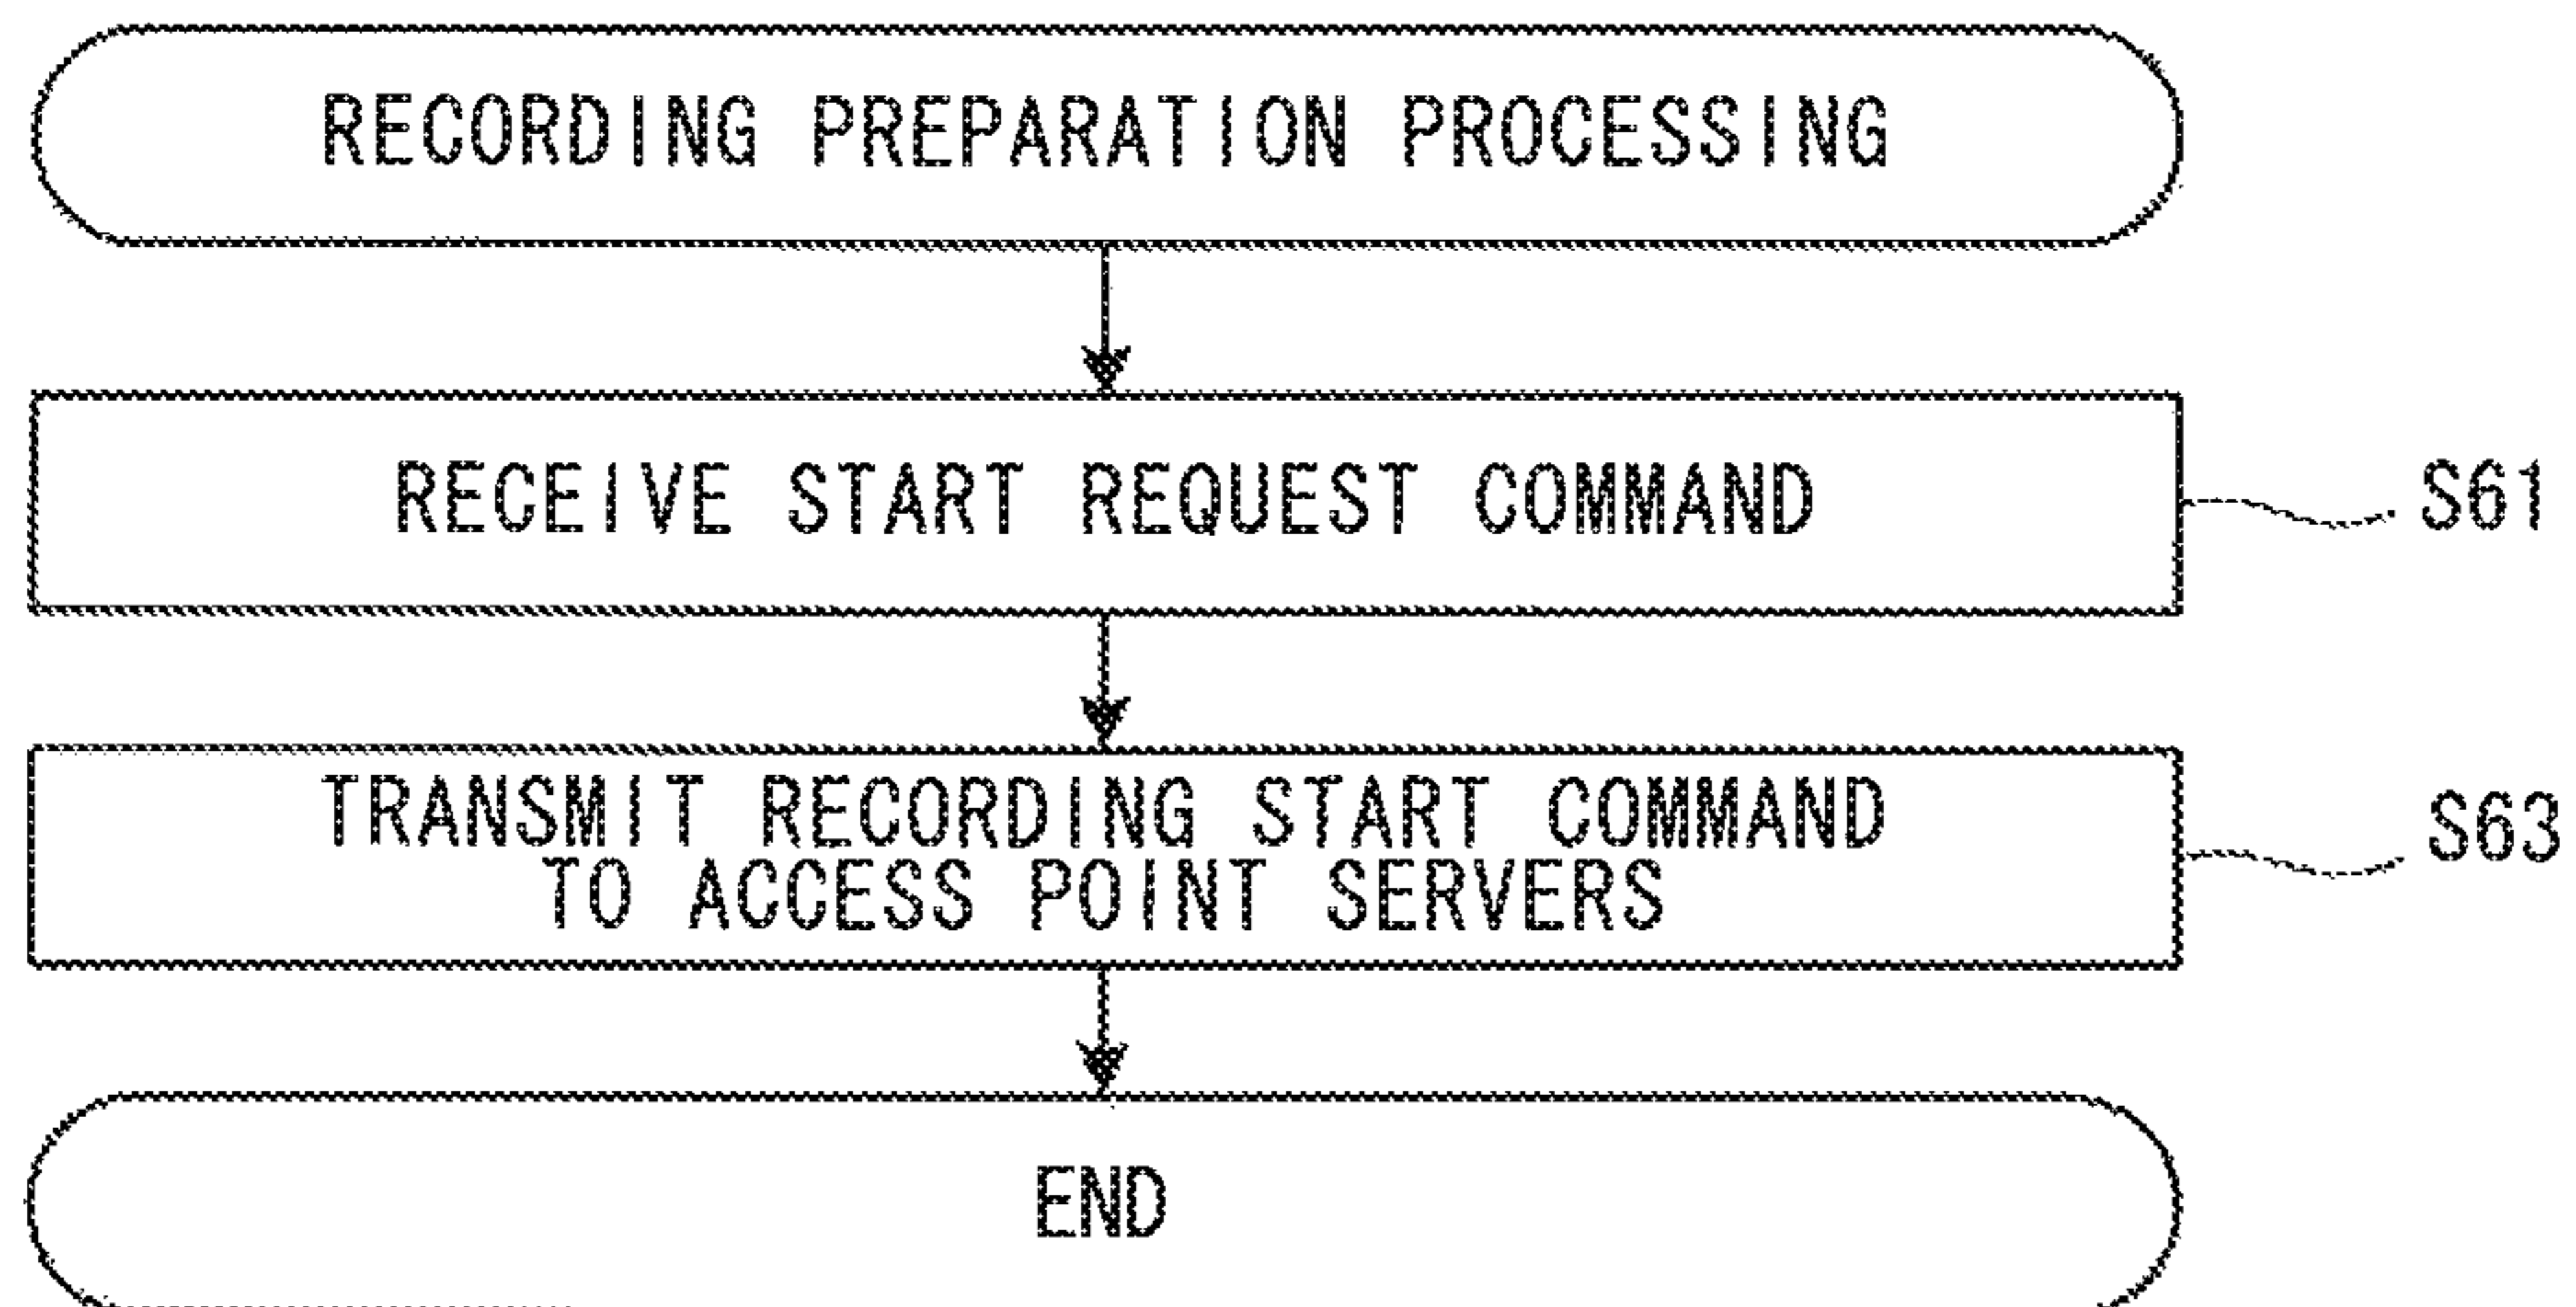 RECORDING PREPARATION PROCESSING
RECEIVE START REQUEST COMMAND
S61
TRANSMIT RECORDING START COMMAND
TO ACCESS POINT SERVERS
S63
END